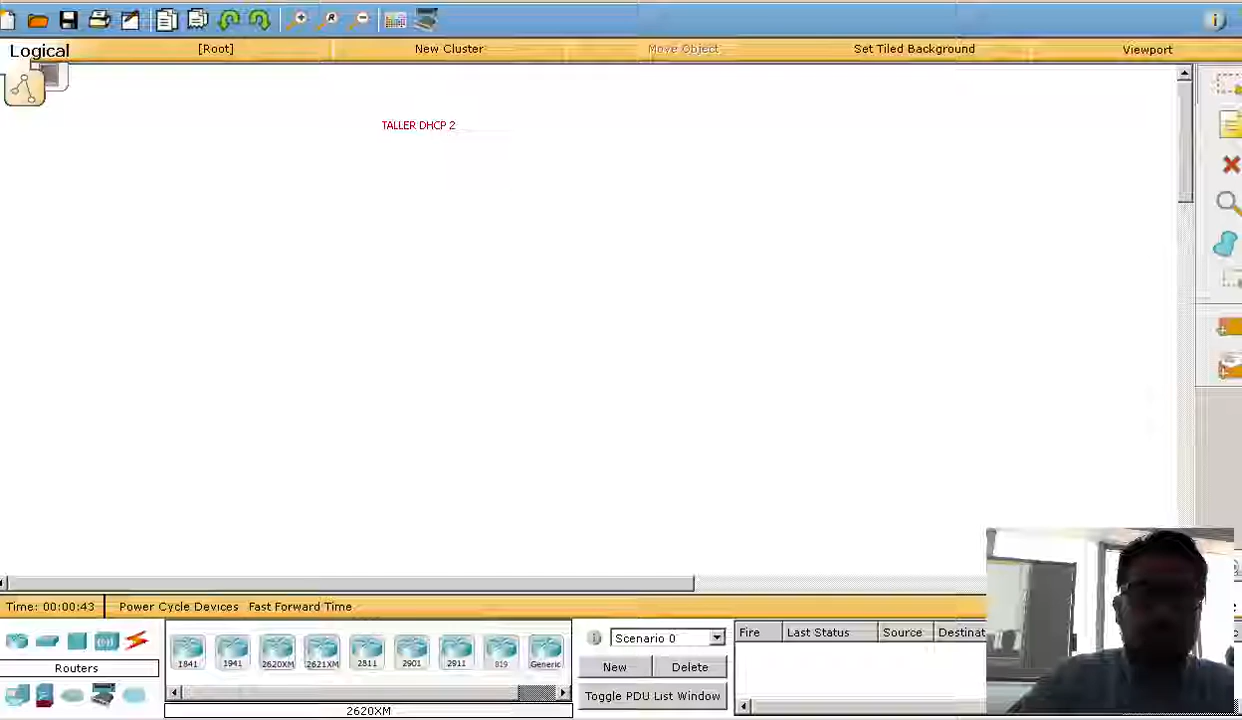 Logical
[Root]
New Cluster
Move Object
Set Tiled Background
Viewport
TALLER DHCP 2
Time: 00:00:43
Power Cycle Devices Fast Forward Time
Routers
1841
1941
2620XM
2621XM
2811
2901
2911
819
Generic
2620XM
Scenario 0
New
Delete
Toggle PDU List Window
Fire
Last Status
Source
Destinat